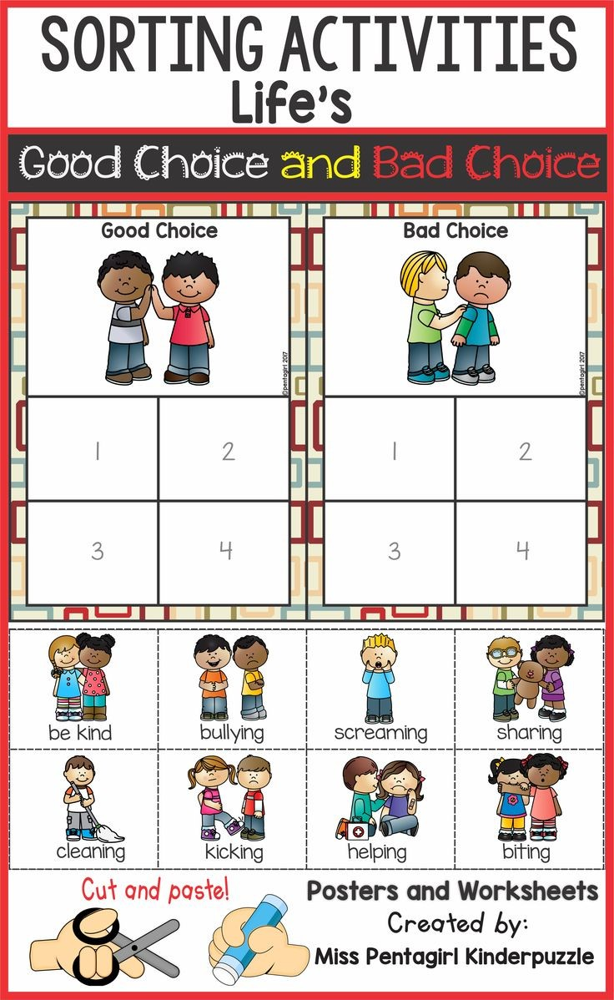 SORTING ACTIVITIES
Life's
Good Choice and Bad Choice
Good Choice
©pentagirl 2017
1 2
3 4
Bad Choice
©pentagirl 2017
1 2
3 4
be kind bullying screaming sharing
cleaning kicking helping biting
Cut and paste!
Posters and Worksheets
Created by:
Miss Pentagirl Kinderpuzzle